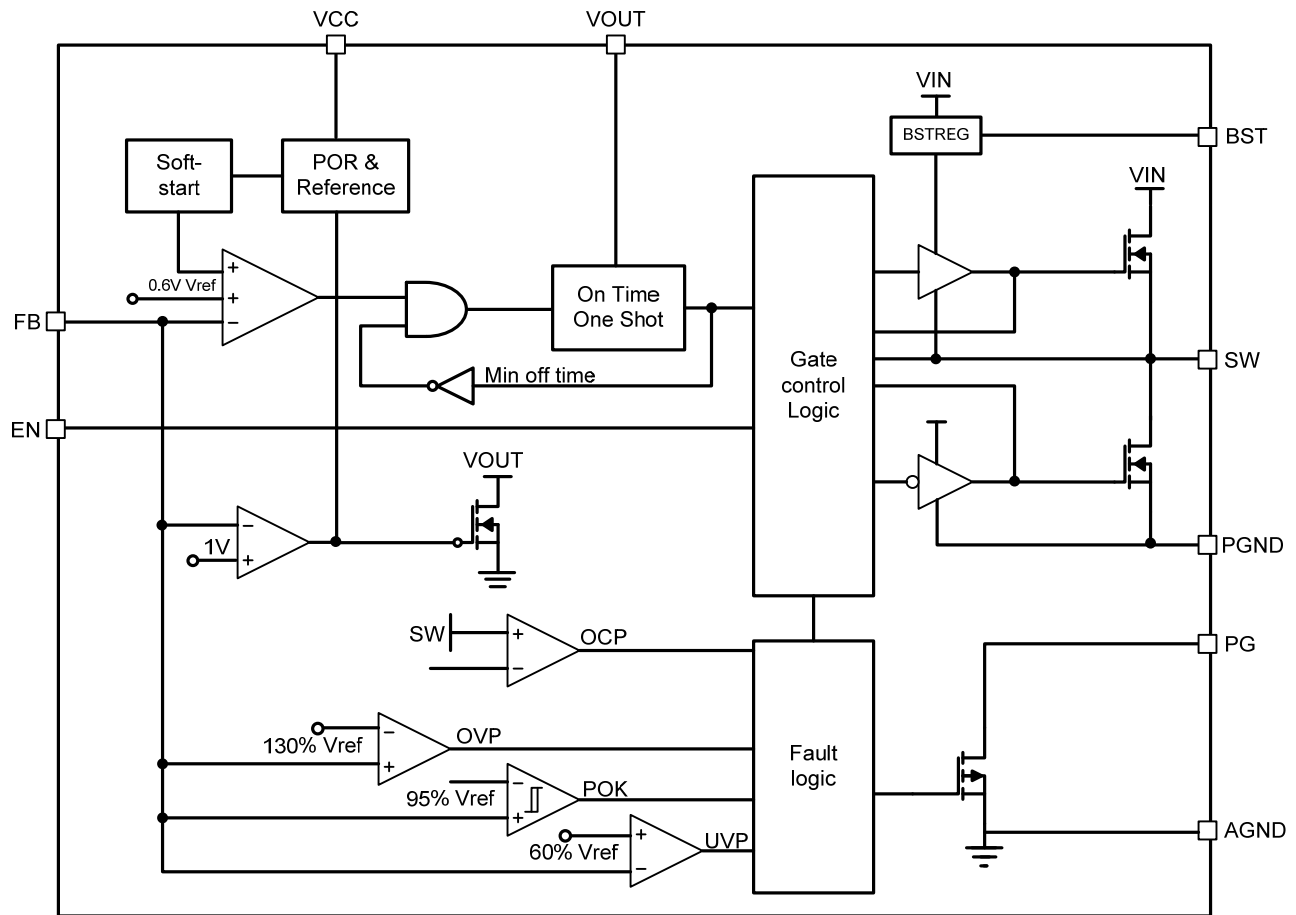 VCC
VOUT
VIN
BSTREG
BST
Soft-
start
POR &
Reference
VIN
0.6V Vref
+
+
−
FB
On Time
One Shot
Min off time
Gate
control
Logic
SW
EN
VOUT
−
1V
+
PGND
SW
+
−
OCP
PG
−
130% Vref
+
OVP
Fault
logic
−
95% Vref
+
POK
+
60% Vref
−
UVP
AGND